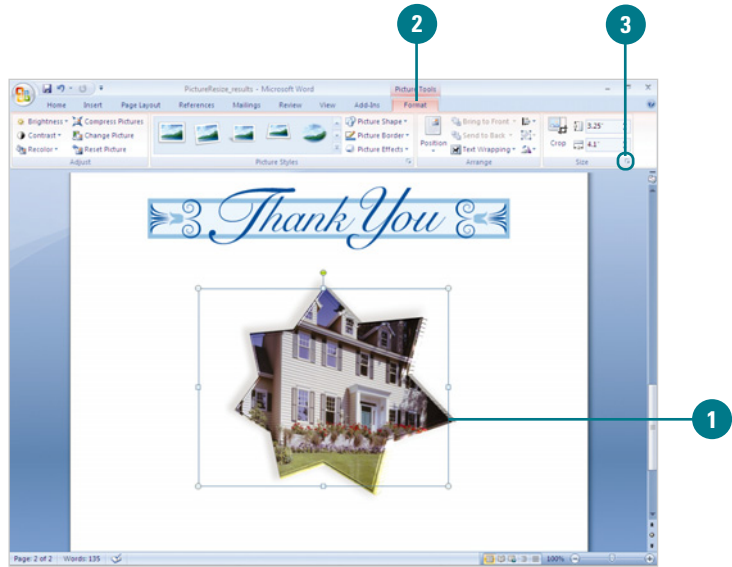 2
3
PictureResize_results - Microsoft Word
Picture Tools
Home Insert Page Layout References Mailings Review View Add-Ins Format
Brightness Compress Pictures Picture Shape Bring to Front 3.25"
Contrast Change Picture Picture Border Position Send to Back Crop 4.1"
Recolor Reset Picture Picture Effects Text Wrapping
Adjust Picture Styles Arrange Size
Thank You
1
Page: 2 of 2 Words: 135 100%